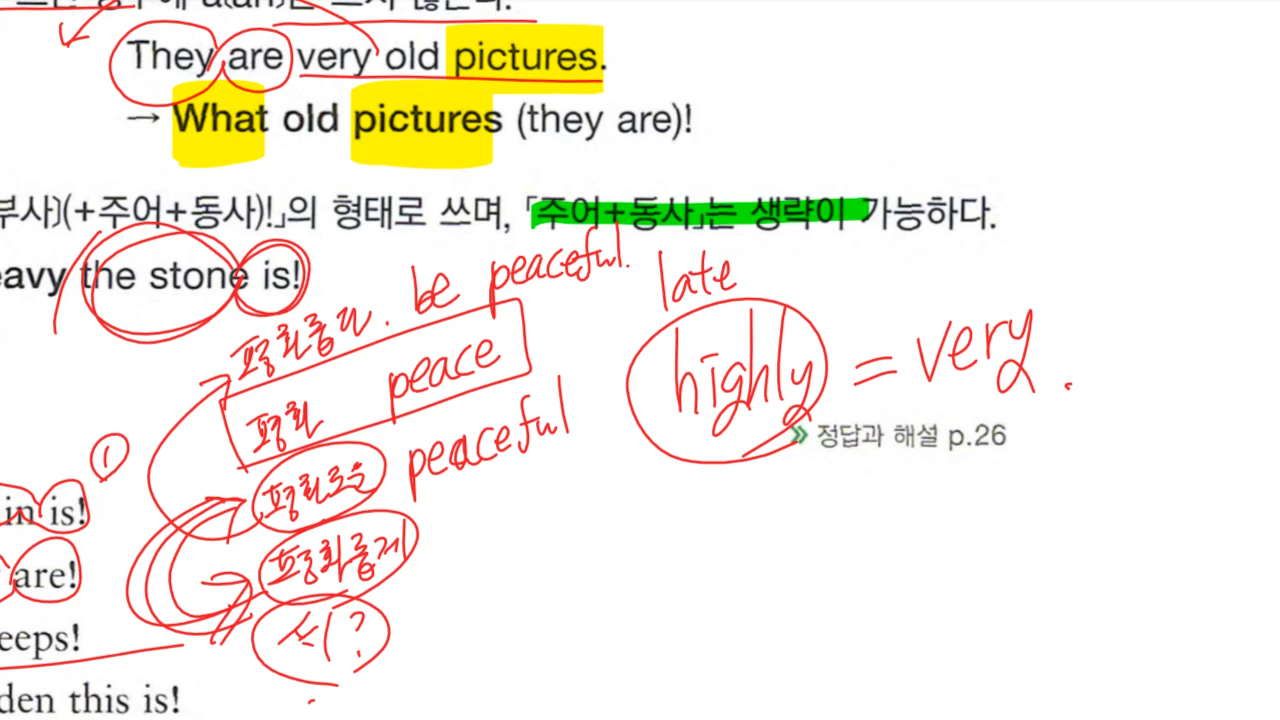 They are very old pictures.
→ What old pictures (they are)!
부사)(+주어+동사)!」의 형태로 쓰며, 「주어+동사」는 생략이 가능하다.
eavy the stone is!
be peaceful.
late
평화롭다.
평화 peace
highly = very.
» 정답과 해설 p.26
평화로운 peaceful
①
in is!
평화롭게
are!
eeps!
den this is!